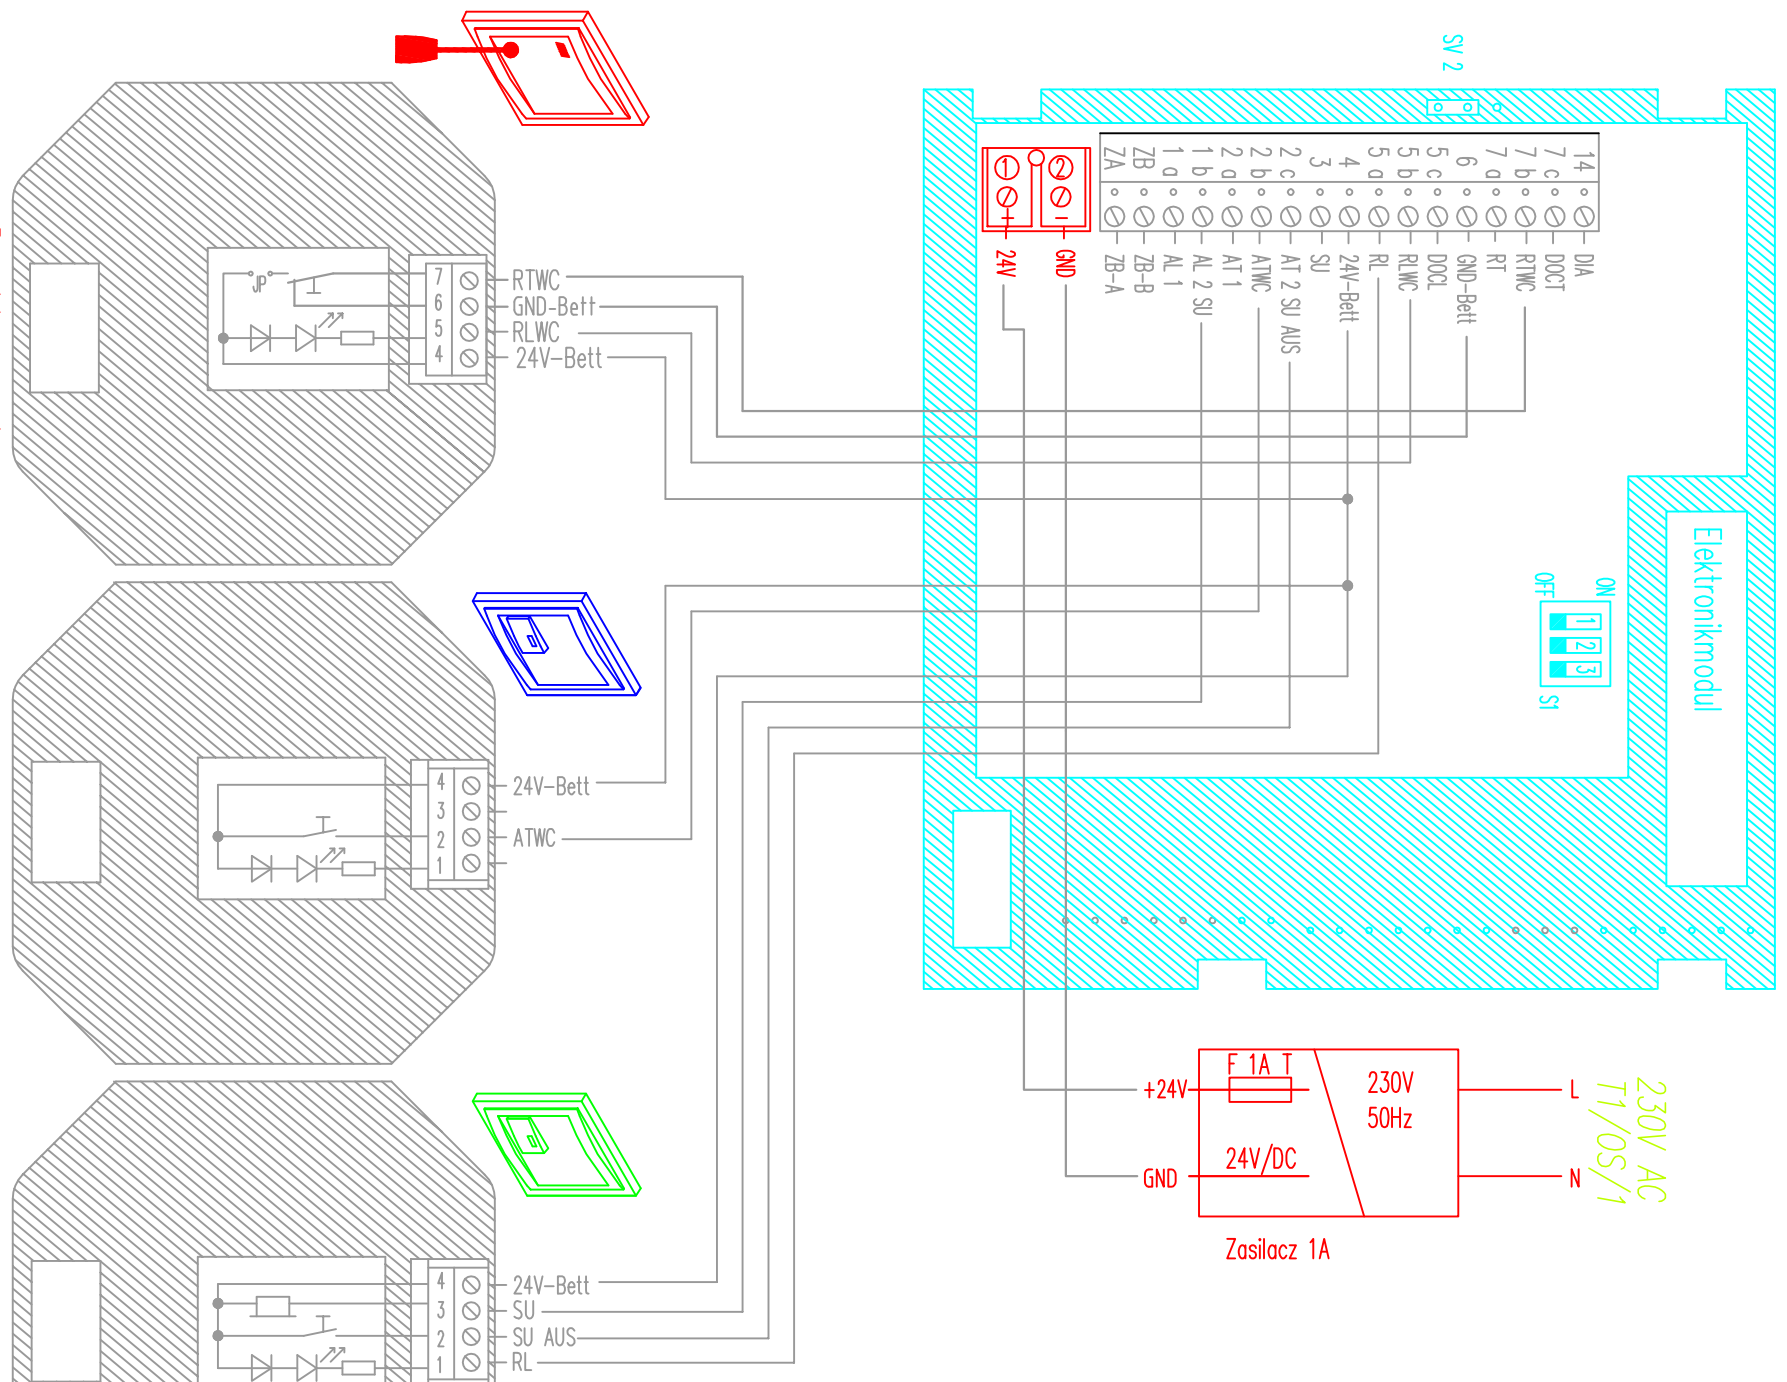 SV 2
1
2
+
-
24V
GND
ZA
ZB
1 a
1 b
2 a
2 b
2 c
3
4
5 a
5 b
5 c
6
7 a
7 b
7 c
14
ZB-A
ZB-B
AL 1
AL 2 SU
AT 1
ATWC
AT 2 SU AUS
SU
24V-Bett
RL
RLWC
DOCL
GND-Bett
RT
RTWC
DOCT
DIA
JP
7
6
5
4
RTWC
GND-Bett
RLWC
24V-Bett
Elektronikmodul
ON
OFF
1
2
3
S1
4
3
2
1
24V-Bett
ATWC
F 1A T
+24V
230V
50Hz
24V/DC
GND
L
N
Zasilacz 1A
230V AC
T1/OS/1
4
3
2
1
24V-Bett
SU
SU AUS
RL